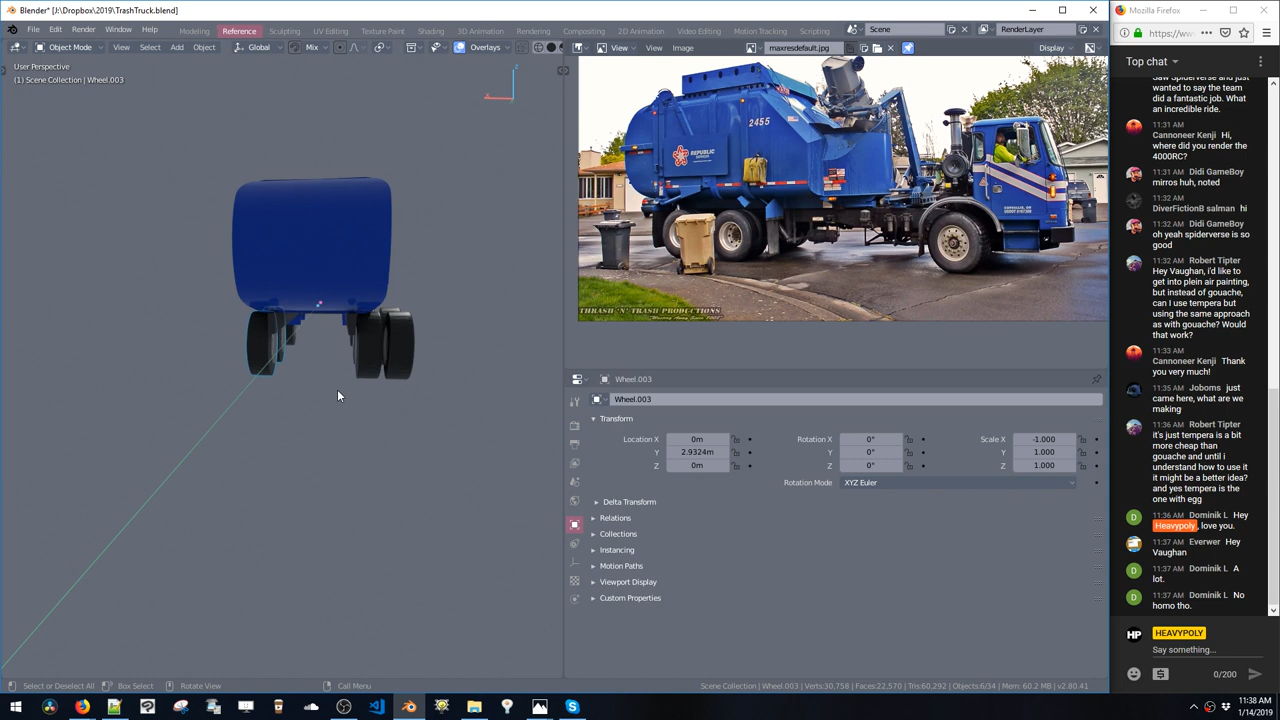 Blender* [J:\Dropbox\2019\TrashTruck.blend]
File Edit Render Window Help Modeling Reference Sculpting UV Editing Texture Paint Shading Animation Rendering Compositing Motion Tracking Video Editing 2D Animation Scripting Scene RenderLayer
Object Mode View Select Add Object Global Mix Overlays
View View Image maxresdefault.jpg Display
User Perspective
(1) Scene Collection | Wheel.003
2455
REPUBLIC
THRASH 'N' TRASH PRODUCTIONS
Wheel.003
Wheel.003
Transform
Location X 0m Rotation X 0° Scale X -1.000
Y 2.9324m Y 0° Y 1.000
Z 0m Z 0° Z 1.000
Rotation Mode XYZ Euler
Delta Transform
Relations
Collections
Instancing
Motion Paths
Viewport Display
Custom Properties
Select or Deselect All Box Select Rotate View Call Menu
Scene Collection | Wheel.003 | Verts:30,758 | Faces:22,570 | Tris:60,292 | Objects:6/34 | Mem: 60.2 MB | v2.80.41
Mozilla Firefox
https://ww
Top chat
Saw Spiderverse and
just wanted to say the team
did a fantastic job. What
an incredible ride.
11:31 AM
Cannoneer Kenji Hi,
where did you render the
4000RC?
11:31 AM Didi GameBoy
mirros huh, noted
11:32 AM
DiverFictionB salman hi
11:32 AM Didi GameBoy
oh yeah spiderverse is so
good
11:32 AM Robert Tipter
Hey Vaughan, i'd like to
get into plein air painting,
but instead of gouache,
can I use tempera but
using the same approach
as with gouache? Would
that work?
11:33 AM
Cannoneer Kenji Thank
you very much!
11:35 AM Joboms just
came here, what are we
making
11:36 AM Robert Tipter
it's just tempera is a bit
more cheap than
gouache and until i
understand how to use it
it might be a better idea?
and yes tempera is the
one with egg
11:36 AM Dominik L Hey
Heavypoly, love you.
11:37 AM Everwer Hey
Vaughan
11:37 AM Dominik L A
lot.
11:37 AM Dominik L No
homo tho.
HP HEAVYPOLY
Say something...
0/200
11:38 AM
1/14/2019